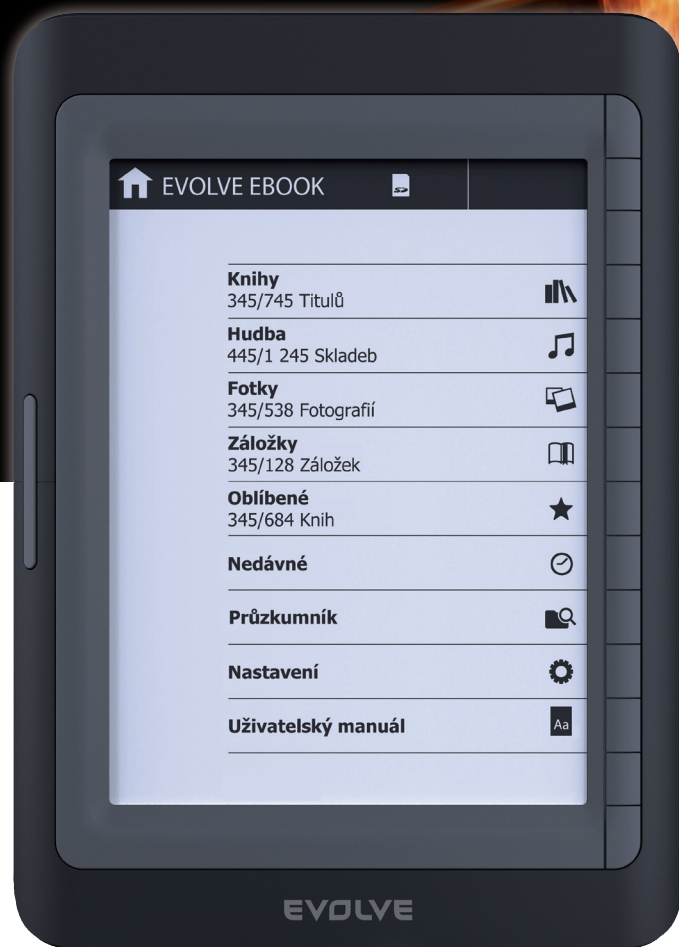 EVOLVE EBOOK
Knihy
345/745 Titulů
Hudba
445/1 245 Skladeb
Fotky
345/538 Fotografií
Záložky
345/128 Záložek
Oblíbené
345/684 Knih
Nedávné
Průzkumník
Nastavení
Uživatelský manuál
Aa
EVOLVE